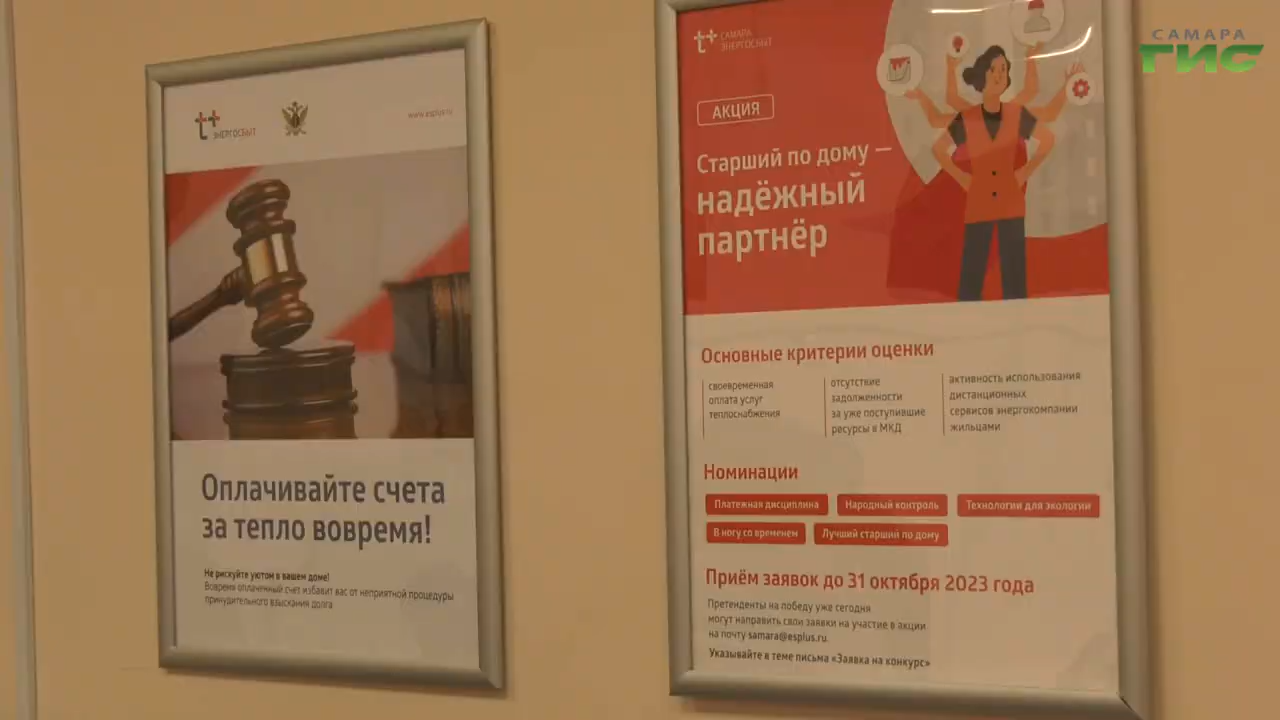 САМАРА
ГИС
t+
ЭНЕРГОСБЫТ
www.esplus.ru
Оплачивайте счета
за тепло вовремя!
Не рискуйте уютом в вашем доме!
Вовремя оплаченный счет избавит вас от неприятной процедуры
принудительного взыскания долга
t+
САМАРА
ЭНЕРГОСБЫТ
АКЦИЯ
Старший по дому —
надёжный
партнёр
Основные критерии оценки
своевременная
оплата услуг
теплоснабжения
отсутствие
задолженности
за уже поступившие
ресурсы в МКД
активность использования
дистанционных
сервисов энергокомпании
жильцами
Номинации
Платежная дисциплина
Народный контроль
Технологии для экологии
В ногу со временем
Лучший старший по дому
Приём заявок до 31 октября 2023 года
Претенденты на победу уже сегодня
могут направить свои заявки на участие в акции
на почту samara@esplus.ru.
Указывайте в теме письма «Заявка на конкурс»